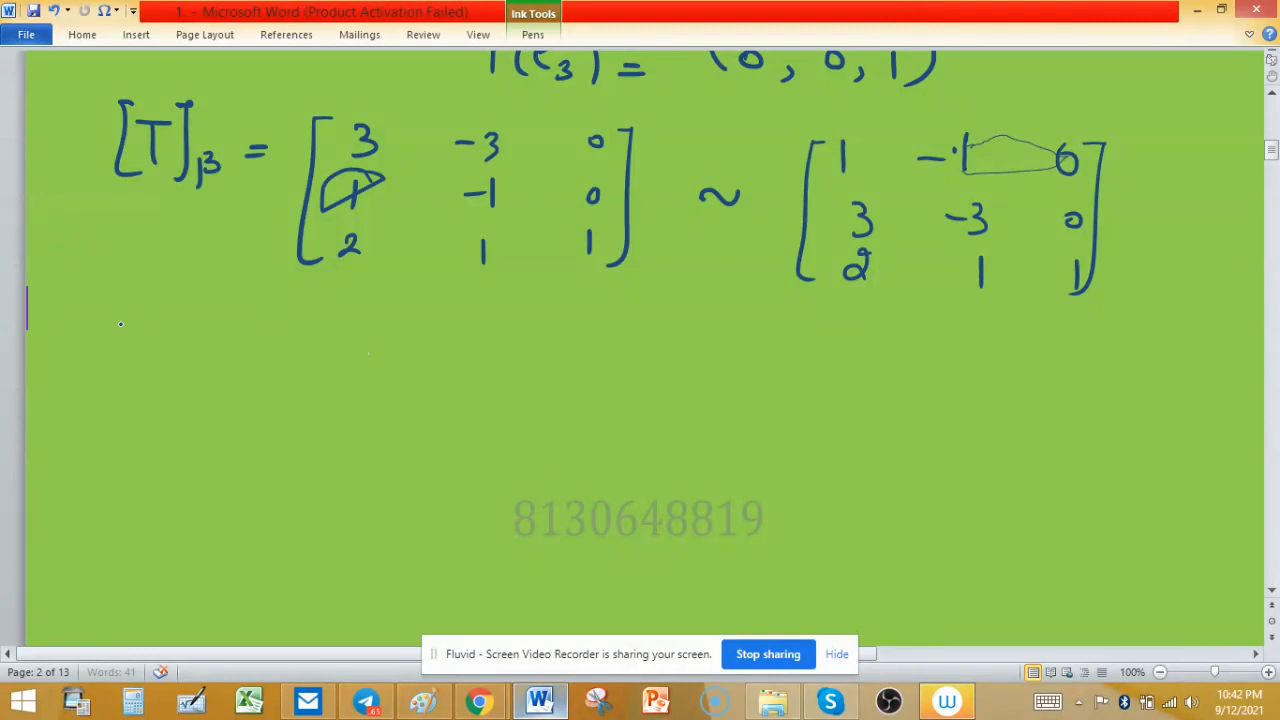 1. - Microsoft Word (Product Activation Failed)
Ink Tools
File Home Insert Page Layout References Mailings Review View Pens
T(e3) = (0, 0, 1)
[T]β = [3 -3 0 ~ [1 -1 0
1 -1 0 3 -3 0
2 1 1] 2 1 1]
8130648819
Fluvid - Screen Video Recorder is sharing your screen. Stop sharing Hide
Page: 2 of 13 Words: 41 100%
10:42 PM
9/12/2021